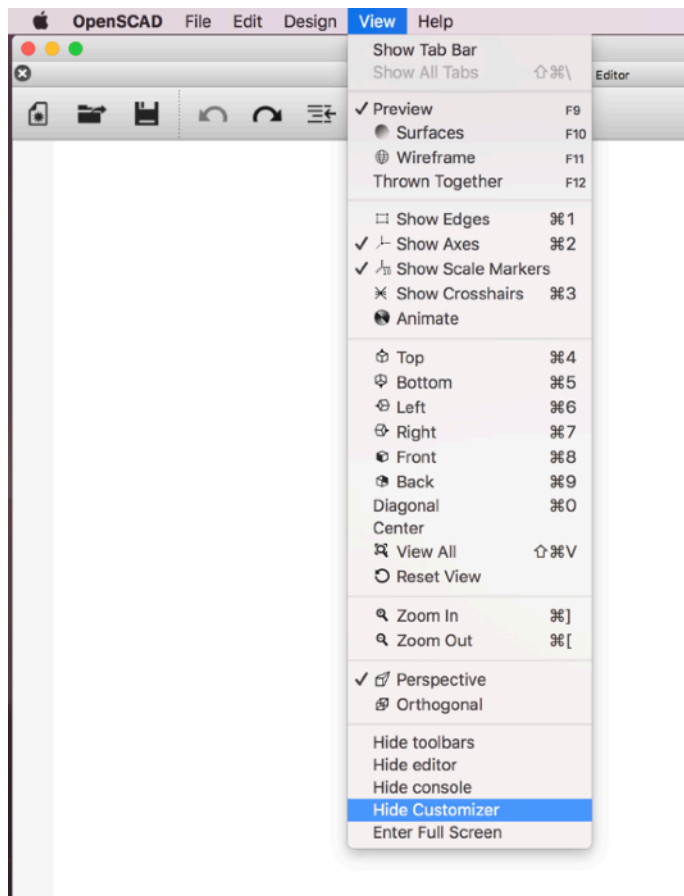 OpenSCAD File Edit Design View Help
Show Tab Bar
Show All Tabs ⇧⌘\
Editor
✓ Preview F9
Surfaces F10
Wireframe F11
Thrown Together F12
Show Edges ⌘1
✓ Show Axes ⌘2
✓ Show Scale Markers
Show Crosshairs ⌘3
Animate
Top ⌘4
Bottom ⌘5
Left ⌘6
Right ⌘7
Front ⌘8
Back ⌘9
Diagonal ⌘0
Center
View All ⇧⌘V
Reset View
Zoom In ⌘]
Zoom Out ⌘[
✓ Perspective
Orthogonal
Hide toolbars
Hide editor
Hide console
Hide Customizer
Enter Full Screen